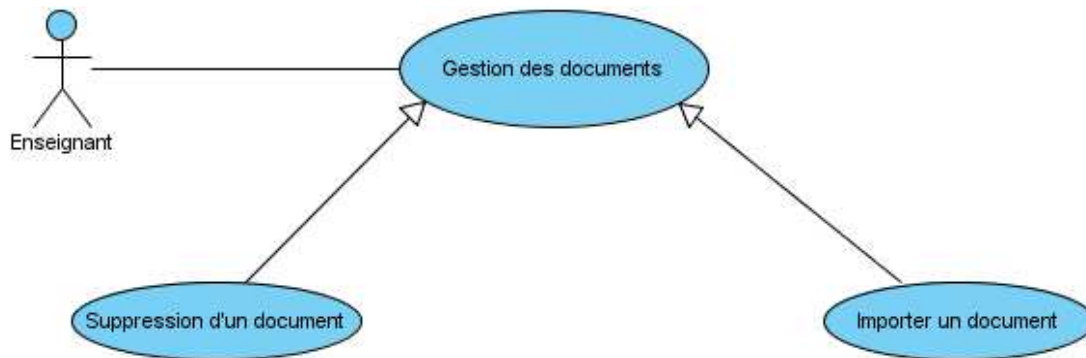 Gestion des documents
Enseignant
Suppression d'un document
Importer un document